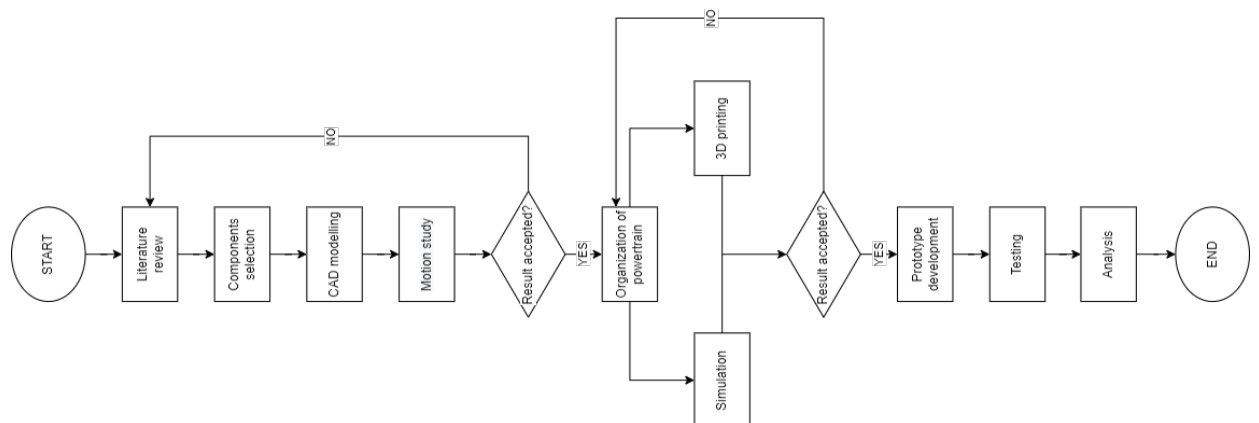 START
Literature
review
Components
selection
CAD modelling
Motion study
Result accepted?
NO
YES
Organization of
powertrain
3D printing
Simulation
Result accepted?
NO
YES
Prototype
development
Testing
Analysis
END